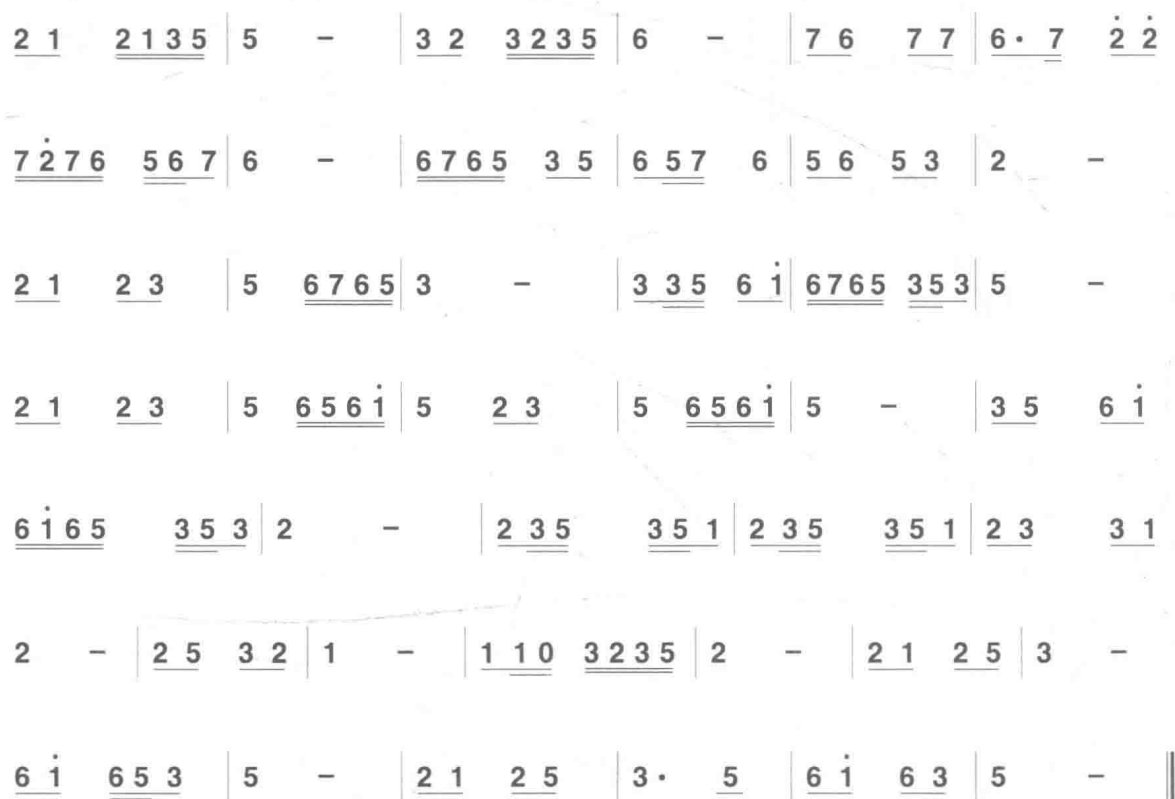 2 1 2 1 3 5 | 5 – | 3 2 3 2 3 5 | 6 – | 7 6 7 7 | 6· 7 2̇ 2̇
7 2̇ 7 6 5 6 7 | 6 – | 6 7 6 5 3 5 | 6 5 7 6 | 5 6 5 3 | 2 –
2 1 2 3 | 5 6 7 6 5 | 3 – | 3 3 5 6 1̇ | 6 7 6 5 3 5 3 | 5 –
2 1 2 3 | 5 6 5 6 1̇ | 5 2 3 | 5 6 5 6 1̇ | 5 – | 3 5 6 1̇
6 1̇ 6 5 3 5 3 | 2 – | 2 3 5 3 5 1 | 2 3 5 3 5 1 | 2 3 3 1
2 – | 2 5 3 2 | 1 – | 1 1 0 3 2 3 5 | 2 – | 2 1 2 5 | 3 –
6 1̇ 6 5 3 | 5 – | 2 1 2 5 | 3· 5 | 6 1̇ 6 3 | 5 – ‖